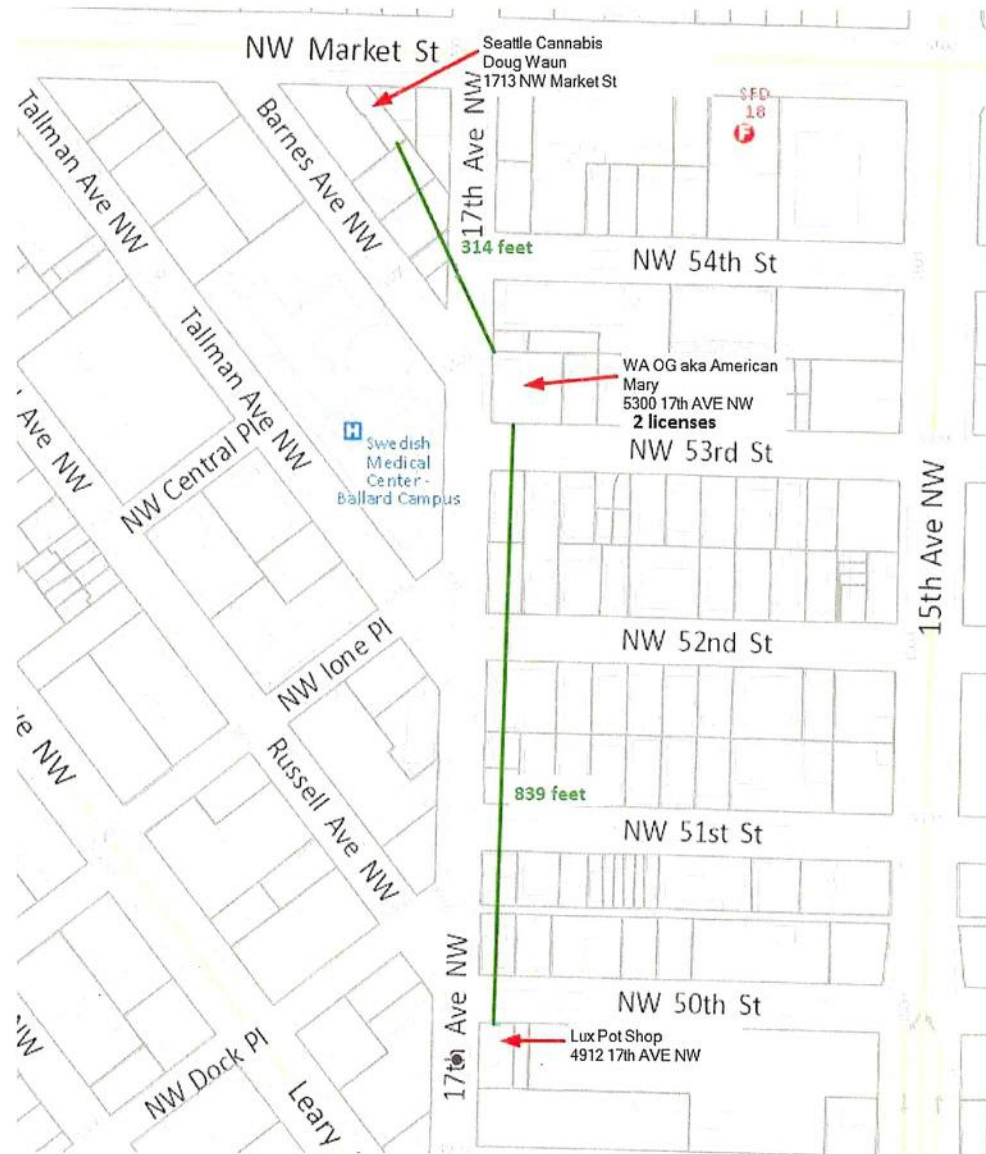 NW Market St
Seattle Cannabis
Doug Waun
1713 NW Market St
SFD
18
F
Tallman Ave NW
Barnes Ave NW
17th Ave NW
314 feet
NW 54th St
Tallman Ave NW
WA OG aka American
Mary
5300 17th AVE NW
2 licenses
H
Swedish
Medical
Center -
Ballard Campus
NW 53rd St
Ave NW
NW Central Pl
15th Ave NW
NW 52nd St
NW Ione Pl
NW
Russell Ave NW
839 feet
NW 51st St
17th Ave NW
NW 50th St
Lux Pot Shop
4912 17th AVE NW
NW
NW Dock Pl
Leary